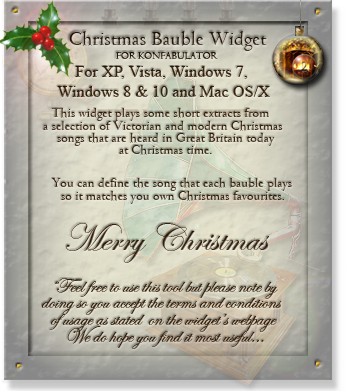 Christmas Bauble Widget
FOR KONFABULATOR
For XP, Vista, Windows 7,
Windows 8 & 10 and Mac OS/X
This widget plays some short extracts from
a selection of Victorian and modern Christmas
songs that are heard in Great Britain today
at Christmas time.
You can define the song that each bauble plays
so it matches you own Christmas favourites.
Merry Christmas
"Feel free to use this tool but please note by
doing so you accept the terms and conditions
of usage as stated on the widget's webpage
We do hope you find it most useful...